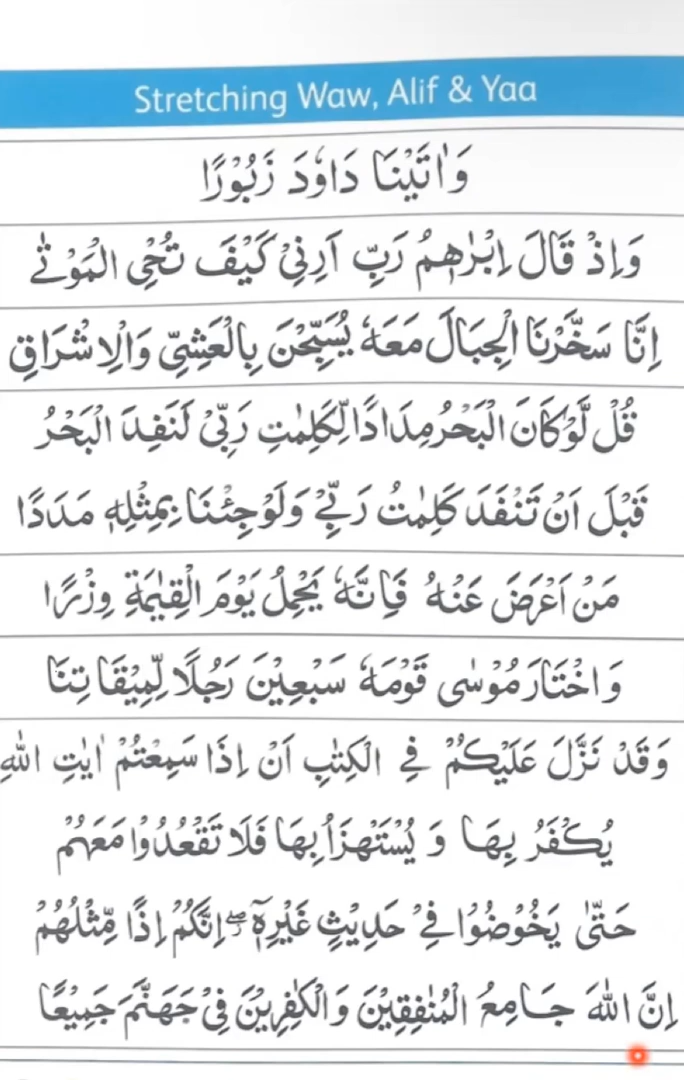 Stretching Waw, Alif & Yaa
وَاٰتَيْنَا دَاوٗدَ زَبُوْرًا
وَاِذْ قَالَ اِبْرٰهٖمُ رَبِّ اَرِنِيْ كَيْفَ تُحْيِ الْمَوْتٰى
اِنَّا سَخَّرْنَا الْجِبَالَ مَعَهٗ يُسَبِّحْنَ بِالْعَشِيِّ وَالْاِشْرَاقِ
قُلْ لَّوْ كَانَ الْبَحْرُ مِدَادًا لِّكَلِمٰتِ رَبِّيْ لَنَفِدَ الْبَحْرُ
قَبْلَ اَنْ تَنْفَدَ كَلِمٰتُ رَبِّيْ وَلَوْ جِئْنَا بِمِثْلِهٖ مَدَدًا
مَنْ اَعْرَضَ عَنْهُ فَاِنَّهٗ يَحْمِلُ يَوْمَ الْقِيٰمَةِ وِزْرًا
وَاخْتَارَ مُوْسٰى قَوْمَهٗ سَبْعِيْنَ رَجُلًا لِّمِيْقَاتِنَا
وَقَدْ نَزَّلَ عَلَيْكُمْ فِي الْكِتٰبِ اَنْ اِذَا سَمِعْتُمْ اٰيٰتِ اللّٰهِ
يُكْفَرُ بِهَا وَ يُسْتَهْزَاُ بِهَا فَلَا تَقْعُدُوْا مَعَهُمْ
حَتّٰى يَخُوْضُوْا فِيْ حَدِيْثٍ غَيْرِهٖٓ ۖ اِنَّكُمْ اِذًا مِّثْلُهُمْ
اِنَّ اللّٰهَ جَامِعُ الْمُنٰفِقِيْنَ وَالْكٰفِرِيْنَ فِيْ جَهَنَّمَ جَمِيْعًا